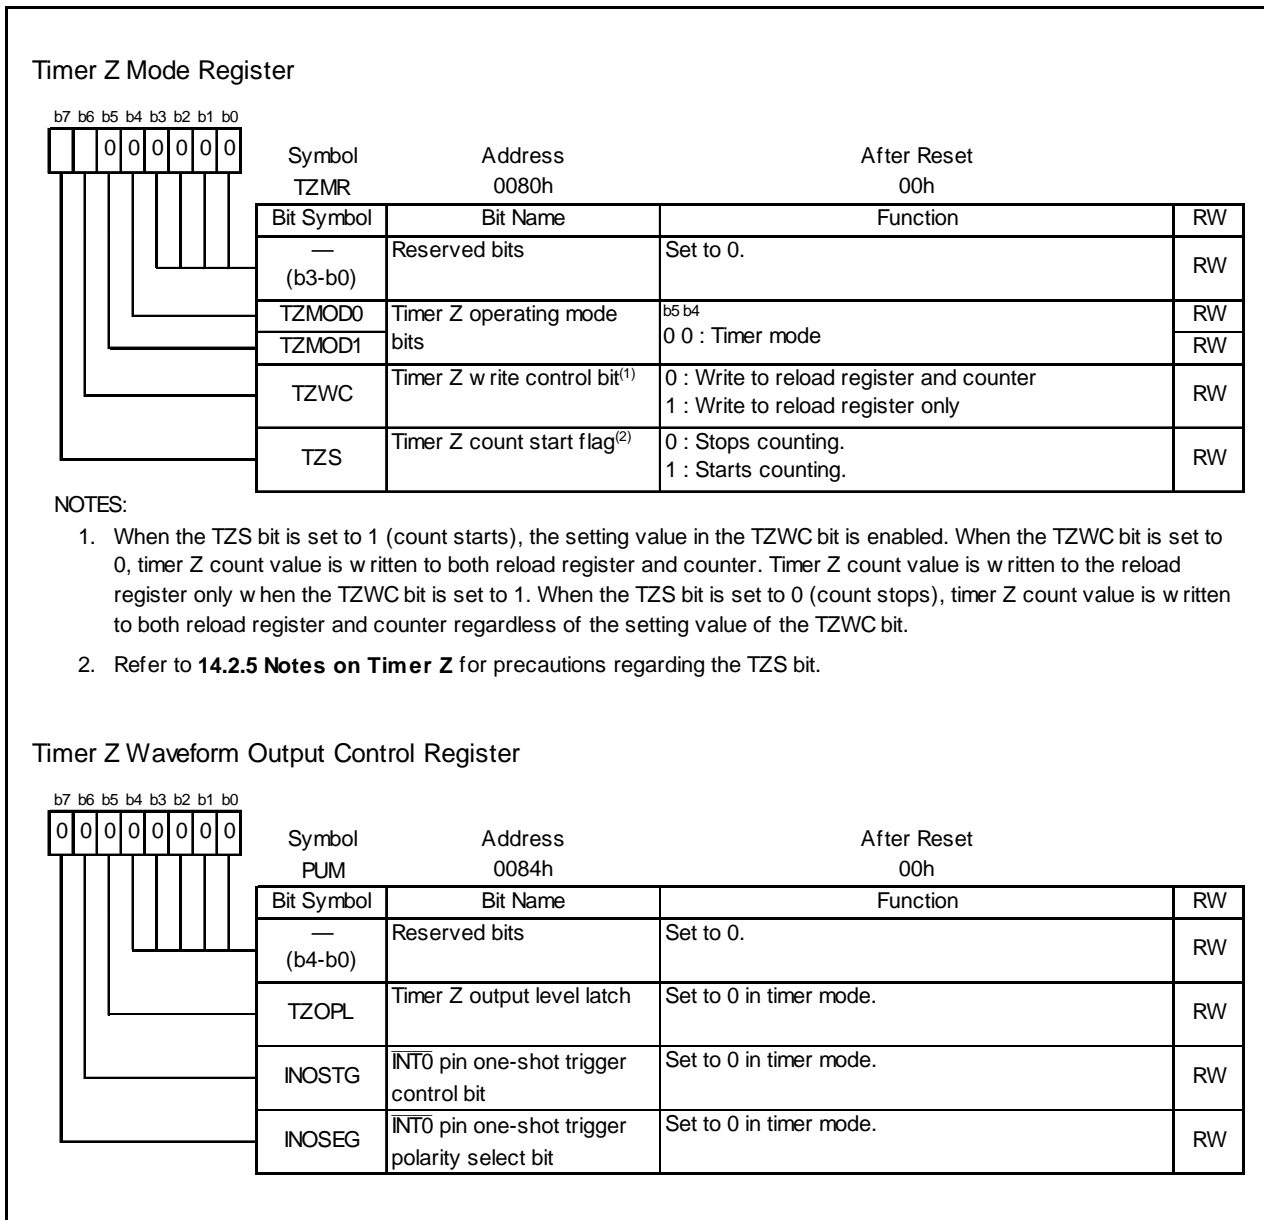 Timer Z Mode Register
b7 b6 b5 b4 b3 b2 b1 b0
0 0 0 0 0 0
Symbol Address After Reset
TZMR 0080h 00h
Bit Symbol Bit Name Function RW
— (b3-b0) Reserved bits Set to 0. RW
TZMOD0 Timer Z operating mode bits b5 b4 RW
TZMOD1 0 0 : Timer mode RW
TZWC Timer Z write control bit(1) 0 : Write to reload register and counter RW
1 : Write to reload register only
TZS Timer Z count start flag(2) 0 : Stops counting. RW
1 : Starts counting.
NOTES:
1. When the TZS bit is set to 1 (count starts), the setting value in the TZWC bit is enabled. When the TZWC bit is set to
0, timer Z count value is written to both reload register and counter. Timer Z count value is written to the reload
register only when the TZWC bit is set to 1. When the TZS bit is set to 0 (count stops), timer Z count value is written
to both reload register and counter regardless of the setting value of the TZWC bit.
2. Refer to 14.2.5 Notes on Timer Z for precautions regarding the TZS bit.
Timer Z Waveform Output Control Register
b7 b6 b5 b4 b3 b2 b1 b0
0 0 0 0 0 0 0 0
Symbol Address After Reset
PUM 0084h 00h
Bit Symbol Bit Name Function RW
— (b4-b0) Reserved bits Set to 0. RW
TZOPL Timer Z output level latch Set to 0 in timer mode. RW
INOSTG INT0 pin one-shot trigger control bit Set to 0 in timer mode. RW
INOSEG INT0 pin one-shot trigger polarity select bit Set to 0 in timer mode. RW